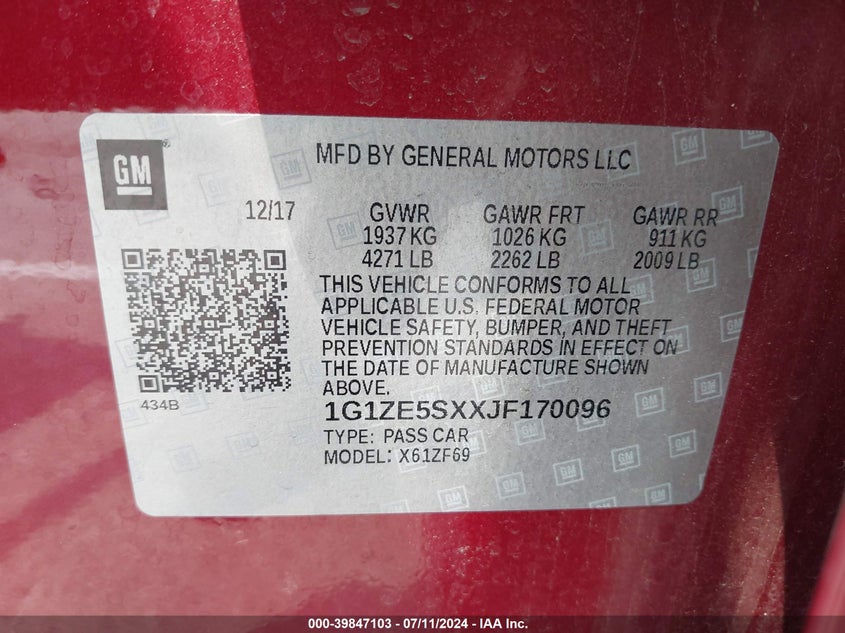 GM
MFD BY GENERAL MOTORS LLC
12/17 GVWR GAWR FRT GAWR RR
1937 KG 1026 KG 911 KG
4271 LB 2262 LB 2009 LB
THIS VEHICLE CONFORMS TO ALL
APPLICABLE U.S. FEDERAL MOTOR
VEHICLE SAFETY, BUMPER, AND THEFT
PREVENTION STANDARDS IN EFFECT ON
THE DATE OF MANUFACTURE SHOWN
ABOVE.
434B
1G1ZE5SXXJF170096
TYPE: PASS CAR
MODEL: X61ZF69
000-39847103 - 07/11/2024 - IAA Inc.